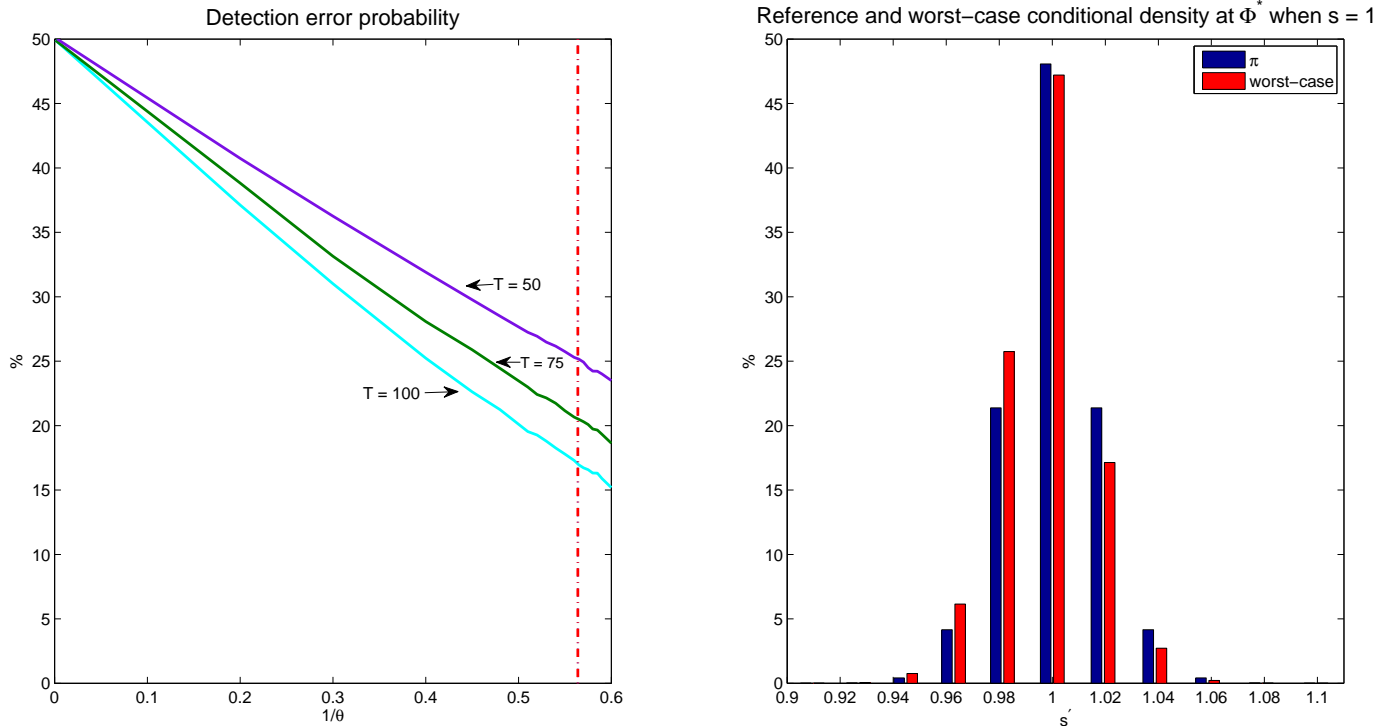 Detection error probability
50
45
40
35
30
25
20
15
10
5
0
%
T = 50
T = 75
T = 100
0 0.1 0.2 0.3 0.4 0.5 0.6
1/θ
Reference and worst−case conditional density at Φ* when s = 1
50
45
40
35
30
25
20
15
10
5
0
%
π
worst−case
0.9 0.92 0.94 0.96 0.98 1 1.02 1.04 1.06 1.08 1.1
s′